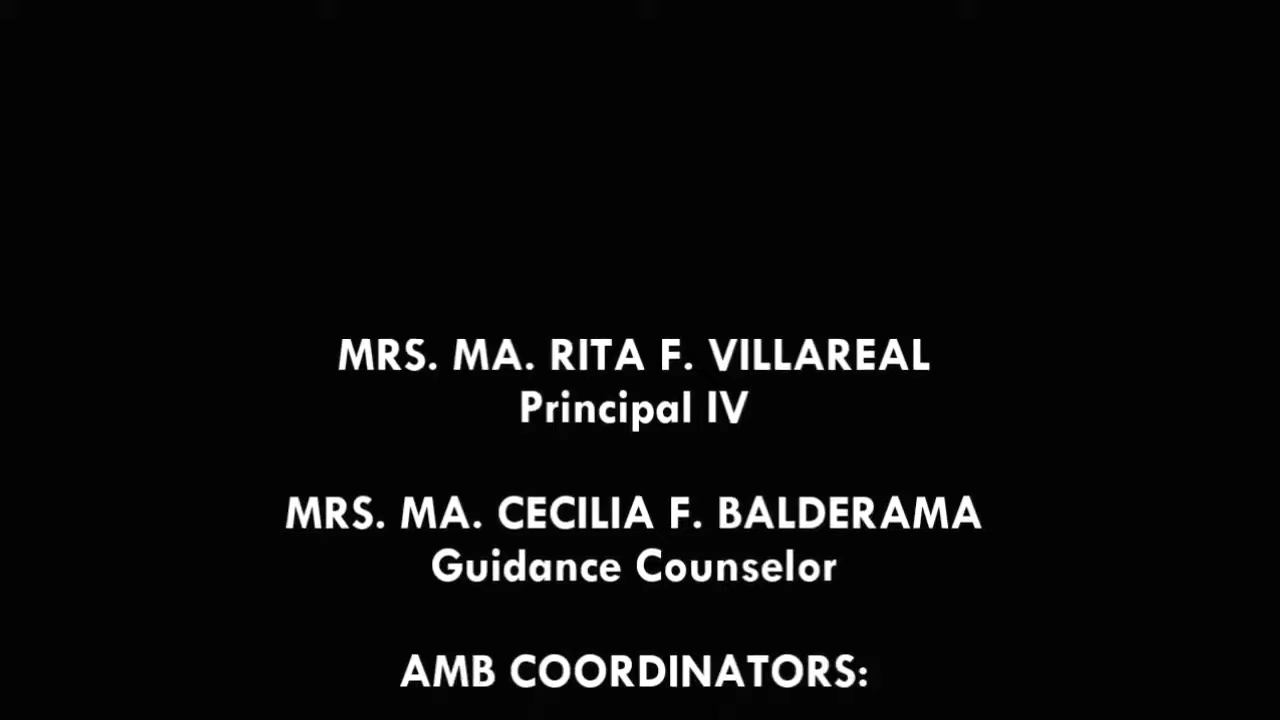 MRS. MA. RITA F. VILLAREAL
Principal IV
MRS. MA. CECILIA F. BALDERAMA
Guidance Counselor
AMB COORDINATORS: